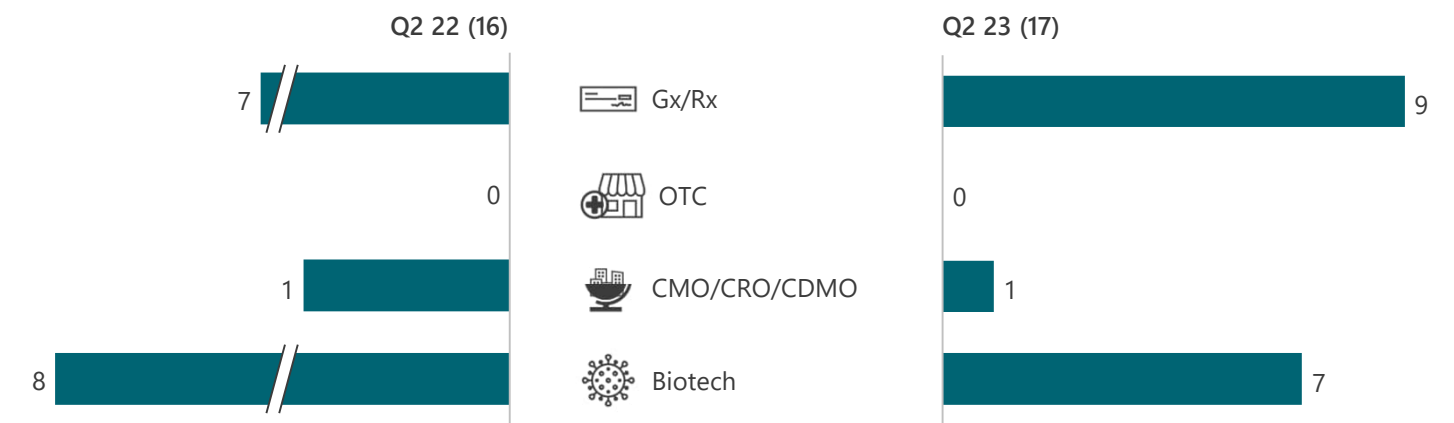 Q2 22 (16)
Q2 23 (17)
7
Gx/Rx
9
0
OTC
0
1
CMO/CRO/CDMO
1
8
Biotech
7